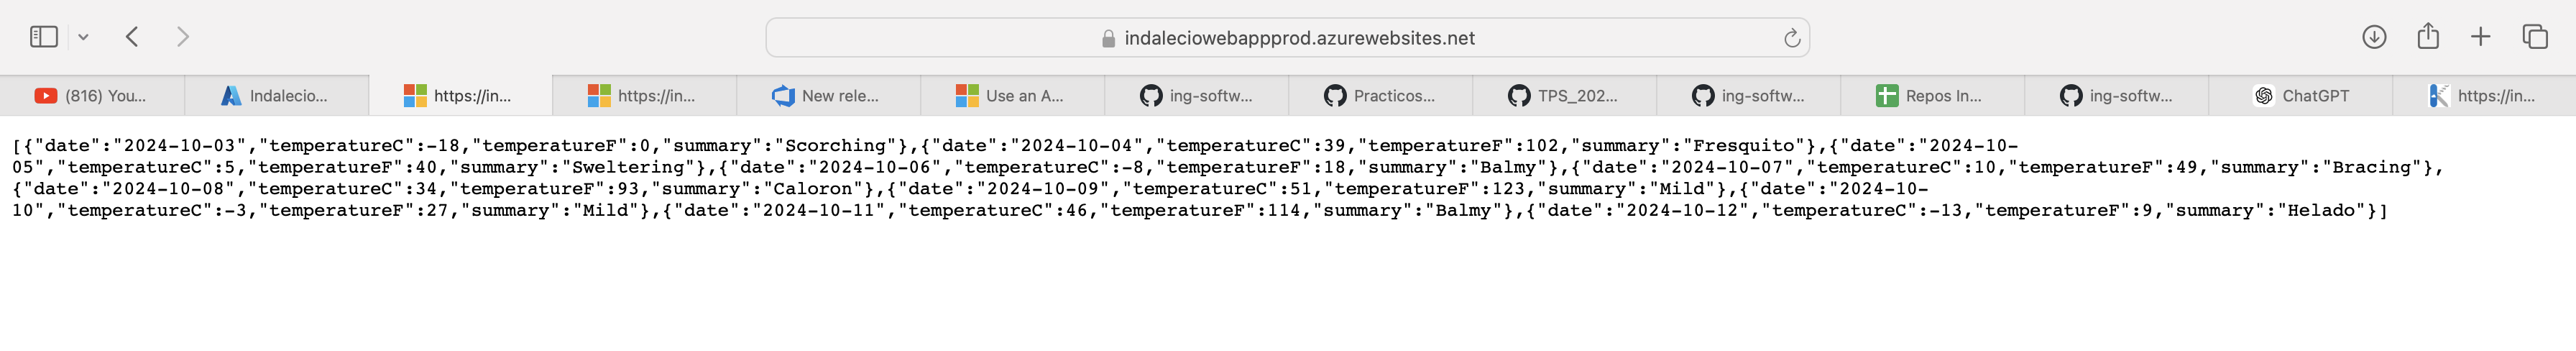 indaleciowebappprod.azurewebsites.net
(816) You...
Indalecio...
https://in...
https://in...
New rele...
Use an A...
ing-softw...
Practicos...
TPS_202...
ing-softw...
Repos In...
ing-softw...
ChatGPT
https://in...
[{"date":"2024-10-03","temperatureC":-18,"temperatureF":0,"summary":"Scorching"},{"date":"2024-10-04","temperatureC":39,"temperatureF":102,"summary":"Fresquito"},{"date":"2024-10-
05","temperatureC":5,"temperatureF":40,"summary":"Sweltering"},{"date":"2024-10-06","temperatureC":-8,"temperatureF":18,"summary":"Balmy"},{"date":"2024-10-07","temperatureC":10,"temperatureF":49,"summary":"Bracing"},
{"date":"2024-10-08","temperatureC":34,"temperatureF":93,"summary":"Caloron"},{"date":"2024-10-09","temperatureC":51,"temperatureF":123,"summary":"Mild"},{"date":"2024-10-
10","temperatureC":-3,"temperatureF":27,"summary":"Mild"},{"date":"2024-10-11","temperatureC":46,"temperatureF":114,"summary":"Balmy"},{"date":"2024-10-12","temperatureC":-13,"temperatureF":9,"summary":"Helado"}]